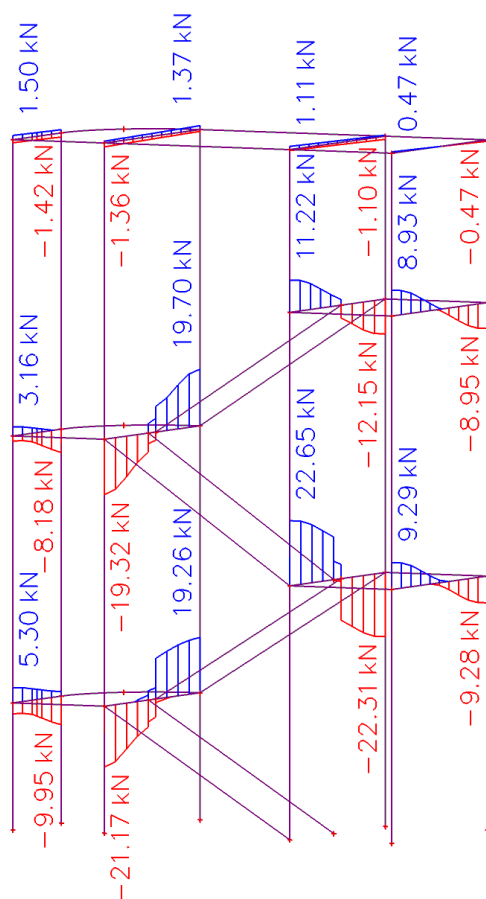 1.50 kN
1.37 kN
1.11 kN
0.47 kN
−1.42 kN
−1.36 kN
−1.10 kN
−0.47 kN
3.16 kN
19.70 kN
11.22 kN
8.93 kN
−8.18 kN
−19.32 kN
−12.15 kN
−8.95 kN
5.30 kN
19.26 kN
22.65 kN
9.29 kN
−9.95 kN
−21.17 kN
−22.31 kN
−9.28 kN